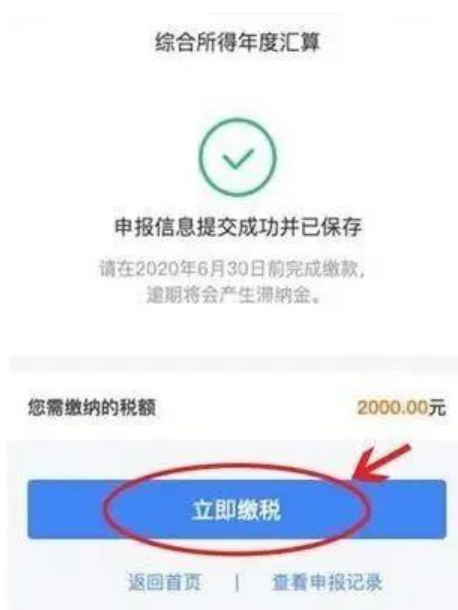 综合所得年度汇算
申报信息提交成功并已保存
请在2020年6月30日前完成缴款，
逾期将会产生滞纳金。
您需缴纳的税额 2000.00元
立即缴税
返回首页 | 查看申报记录